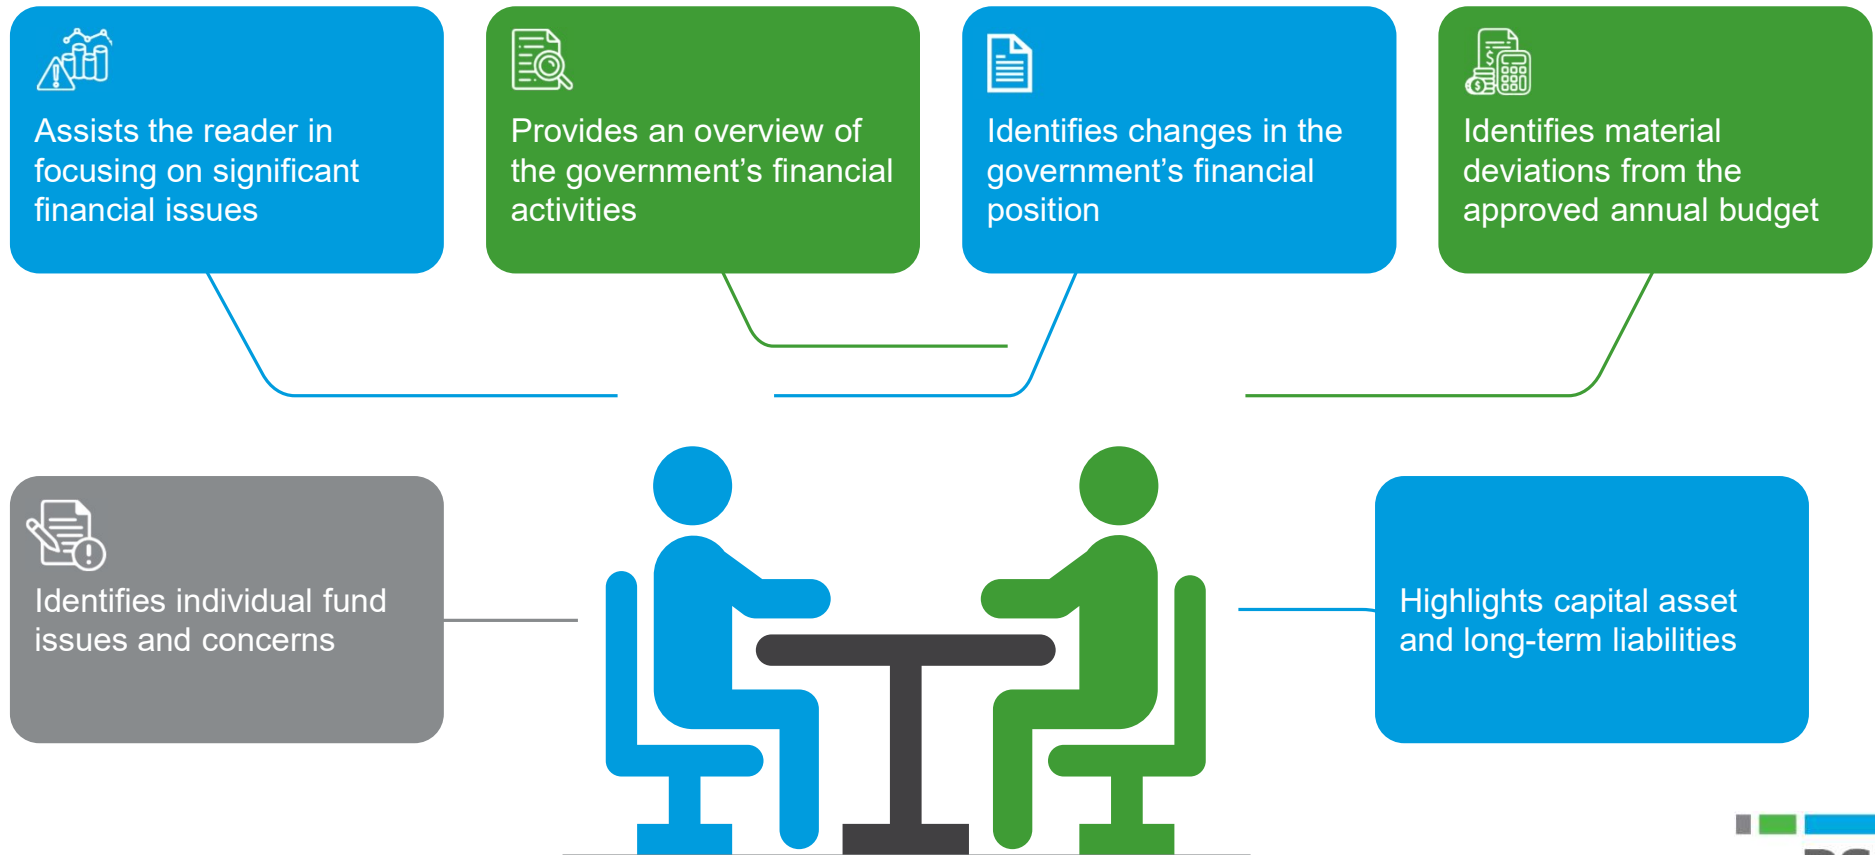 Assists the reader in
focusing on significant
financial issues
Provides an overview of
the government’s financial
activities
Identifies changes in the
government’s financial
position
Identifies material
deviations from the
approved annual budget
Identifies individual fund
issues and concerns
Highlights capital asset
and long-term liabilities